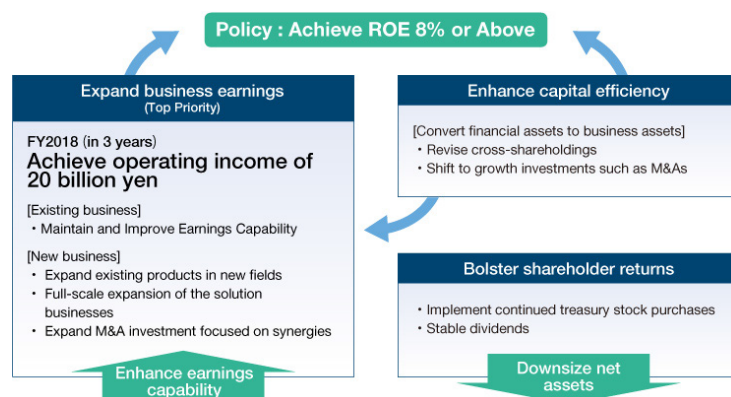 Policy : Achieve ROE 8% or Above
Expand business earnings
(Top Priority)
FY2018 (in 3 years)
Achieve operating income of
20 billion yen
[Existing business]
・Maintain and Improve Earnings Capability
[New business]
・Expand existing products in new fields
・Full-scale expansion of the solution
businesses
・Expand M&A investment focused on synergies
Enhance earnings
capability
Enhance capital efficiency
[Convert financial assets to business assets]
・Revise cross-shareholdings
・Shift to growth investments such as M&As
Bolster shareholder returns
・Implement continued treasury stock purchases
・Stable dividends
Downsize net
assets